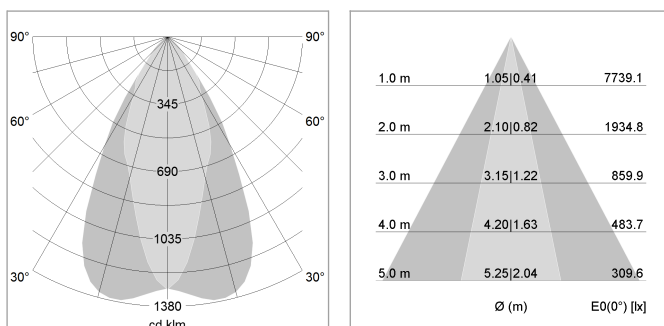 90° 90°
345
60° 60°
690
1035
30° 30°
1380
cd klm
1.0 m 1.05|0.41 7739.1
2.0 m 2.10|0.82 1934.8
3.0 m 3.15|1.22 859.9
4.0 m 4.20|1.63 483.7
5.0 m 5.25|2.04 309.6
Ø (m) E0(0°) [lx]